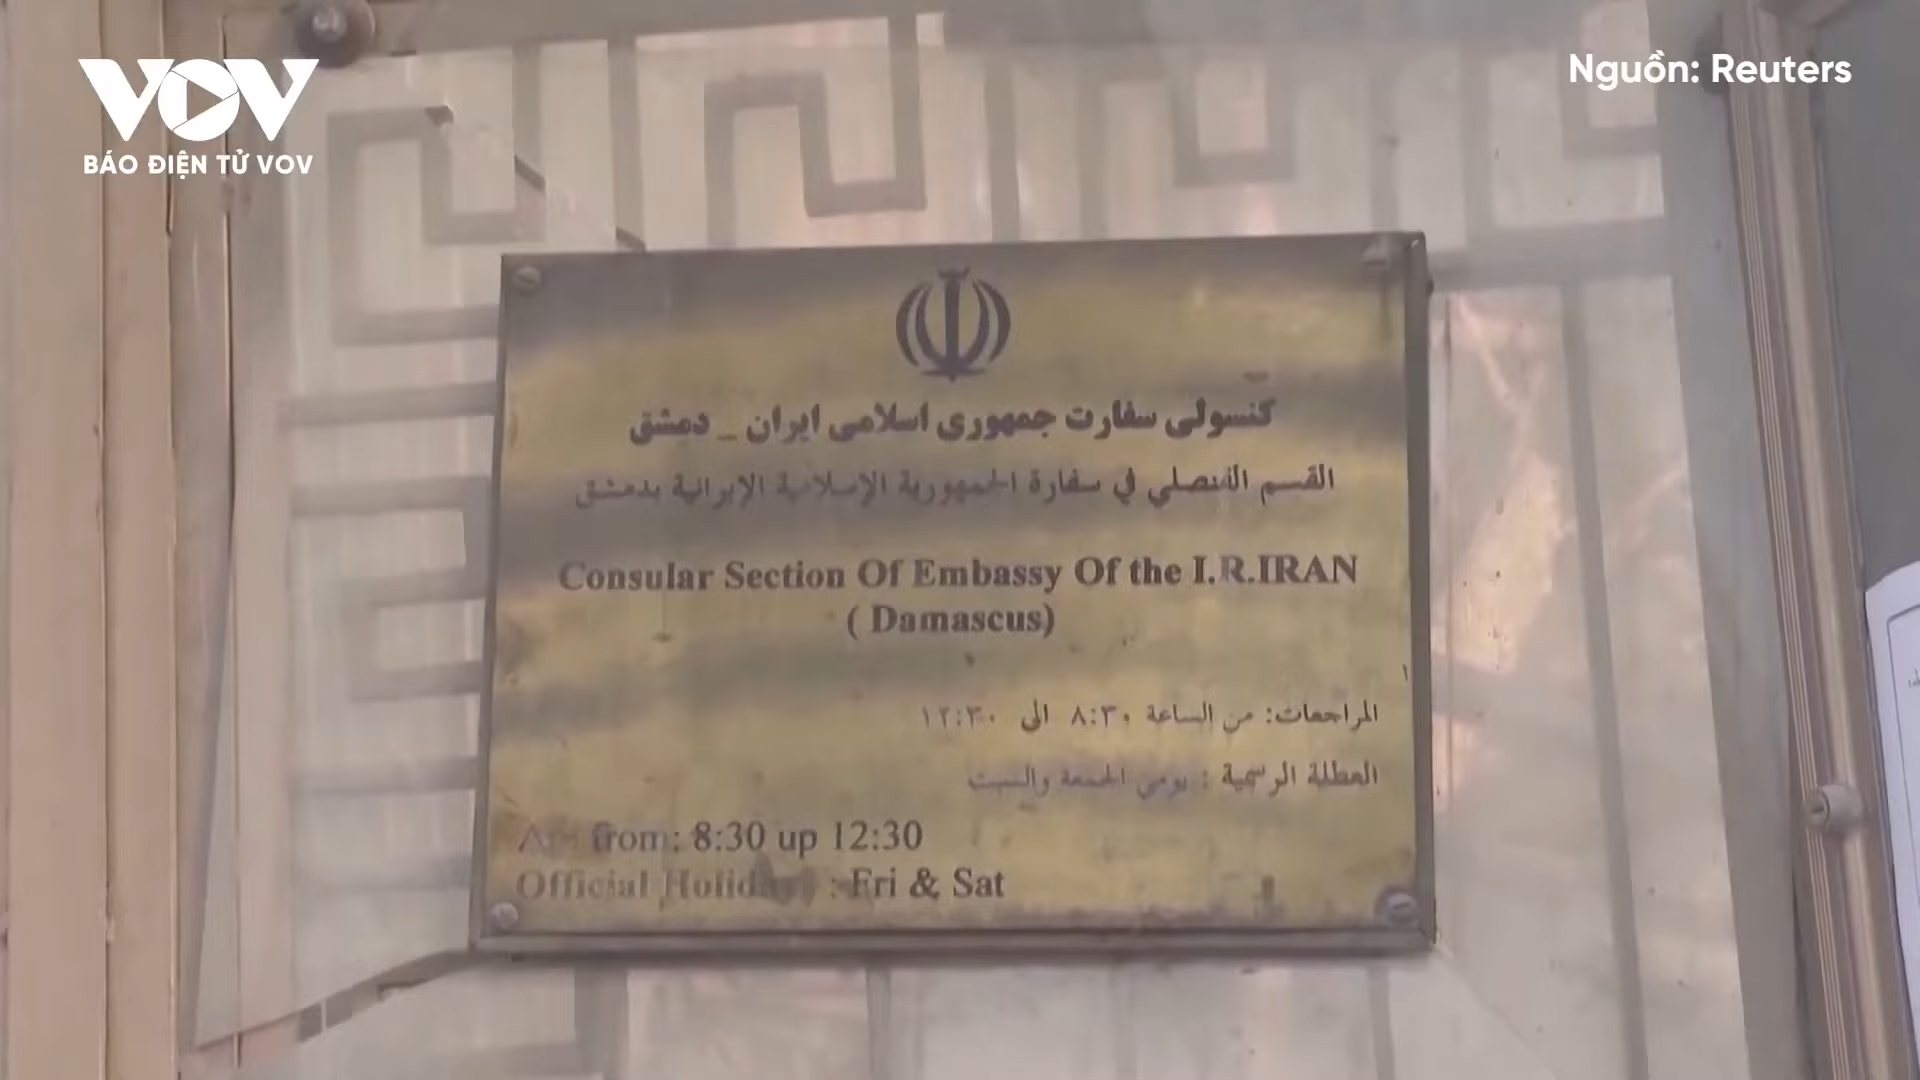 VOV
BÁO ĐIỆN TỬ VOV
Nguồn: Reuters
کنسولی سفارت جمهوری اسلامی ایران _ دمشق
القسم القنصلي في سفارة الجمهورية الإسلامية الإيرانية بدمشق
Consular Section Of Embassy Of the I.R.IRAN
( Damascus)
المراجعات: من الساعة ٨:٣٠ الى ١٢:٣٠
العطلة الرسمية : يومي الجمعة والسبت
from: 8:30 up 12:30
Official : Fri & Sat